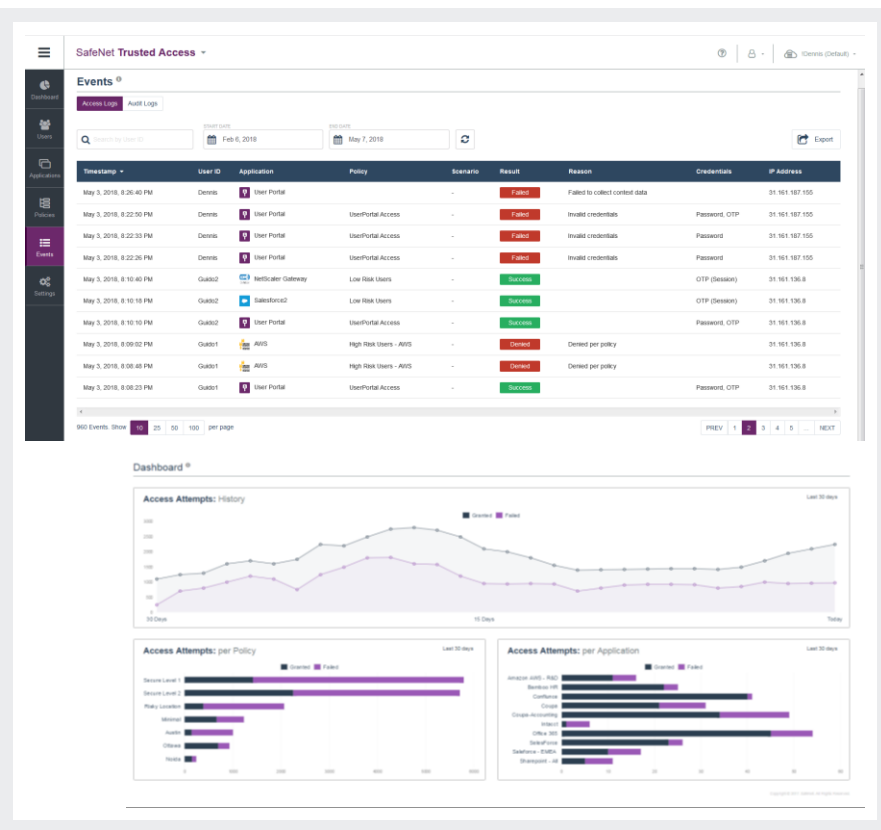 SafeNet Trusted Access
!Dennis (Default)
Dashboard
Users
Applications
Policies
Events
Settings
Events
Access Logs Audit Logs
Search by User ID
Start Date
Feb 6, 2018
End Date
May 7, 2018
Export
Timestamp User ID Application Policy Scenario Result Reason Credentials IP Address
May 3, 2018, 8:26:40 PM Dennis User Portal - Failed Failed to collect context data 31.161.187.155
May 3, 2018, 8:22:50 PM Dennis User Portal UserPortal Access - Failed Invalid credentials Password, OTP 31.161.187.155
May 3, 2018, 8:22:33 PM Dennis User Portal UserPortal Access - Failed Invalid credentials Password 31.161.187.155
May 3, 2018, 8:22:26 PM Dennis User Portal UserPortal Access - Failed Invalid credentials Password 31.161.187.155
May 3, 2018, 8:10:40 PM Guido2 NetScaler Gateway Low Risk Users - Success OTP (Session) 31.161.136.8
May 3, 2018, 8:10:18 PM Guido2 Salesforce2 Low Risk Users - Success OTP (Session) 31.161.136.8
May 3, 2018, 8:10:10 PM Guido2 User Portal UserPortal Access - Success Password, OTP 31.161.136.8
May 3, 2018, 8:09:02 PM Guido1 AWS High Risk Users - AWS - Denied Denied per policy 31.161.136.8
May 3, 2018, 8:08:48 PM Guido1 AWS High Risk Users - AWS - Denied Denied per policy 31.161.136.8
May 3, 2018, 8:08:23 PM Guido1 User Portal UserPortal Access - Success Password, OTP 31.161.136.8
960 Events. Show 10 25 50 100 per page
PREV 1 2 3 4 5 ... NEXT
Dashboard
Access Attempts: History
Last 30 days
Granted Failed
30 Days 15 Days Today
Access Attempts: per Policy
Last 30 days
Granted Failed
Secure Level 1
Secure Level 2
Risky Location
Minimal
Austin
Ottawa
Noida
0 1000 2000 3000 4000 5000 6000
Access Attempts: per Application
Last 30 days
Granted Failed
Amazon AWS - R&D
Bamboo HR
Confluence
Coupa
Coupa Accounting
Intacct
Office 365
SalesForce
Salesforce - EMEA
Sharepoint - All
0 10 20 30 40 50 60